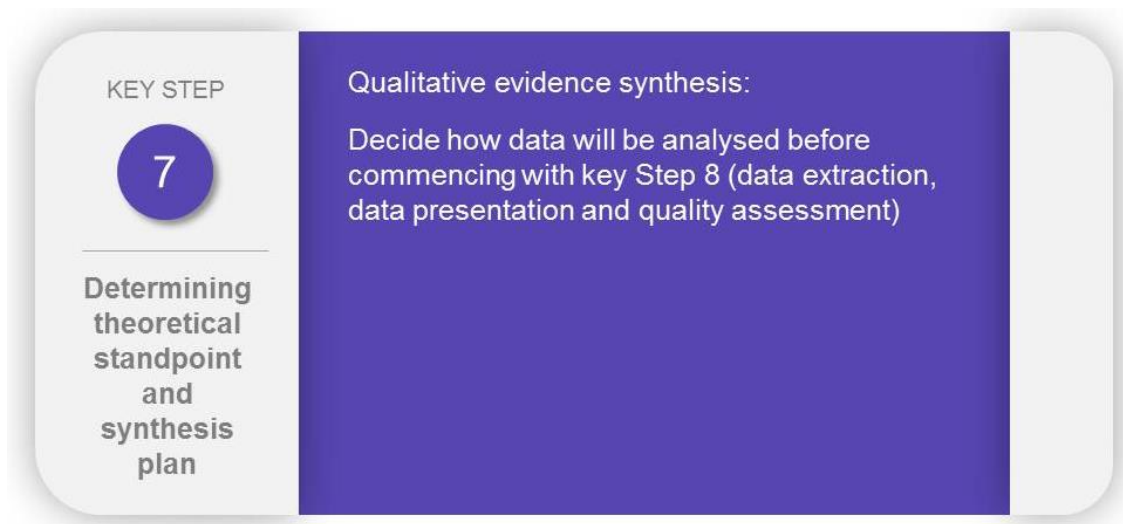 KEY STEP
7
Determining
theoretical
standpoint
and
synthesis
plan
Qualitative evidence synthesis:
Decide how data will be analysed before
commencing with key Step 8 (data extraction,
data presentation and quality assessment)